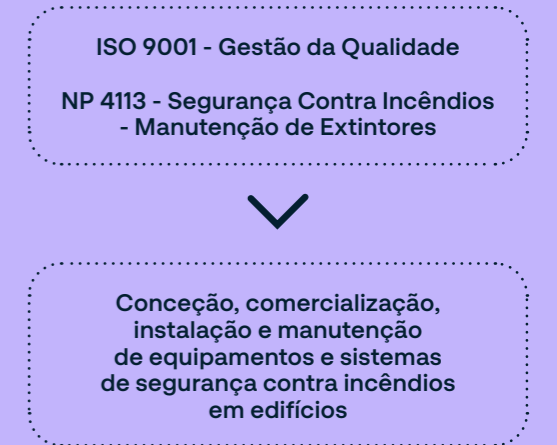 ISO 9001 - Gestão da Qualidade
NP 4113 - Segurança Contra Incêndios
- Manutenção de Extintores
Conceção, comercialização,
instalação e manutenção
de equipamentos e sistemas
de segurança contra incêndios
em edifícios